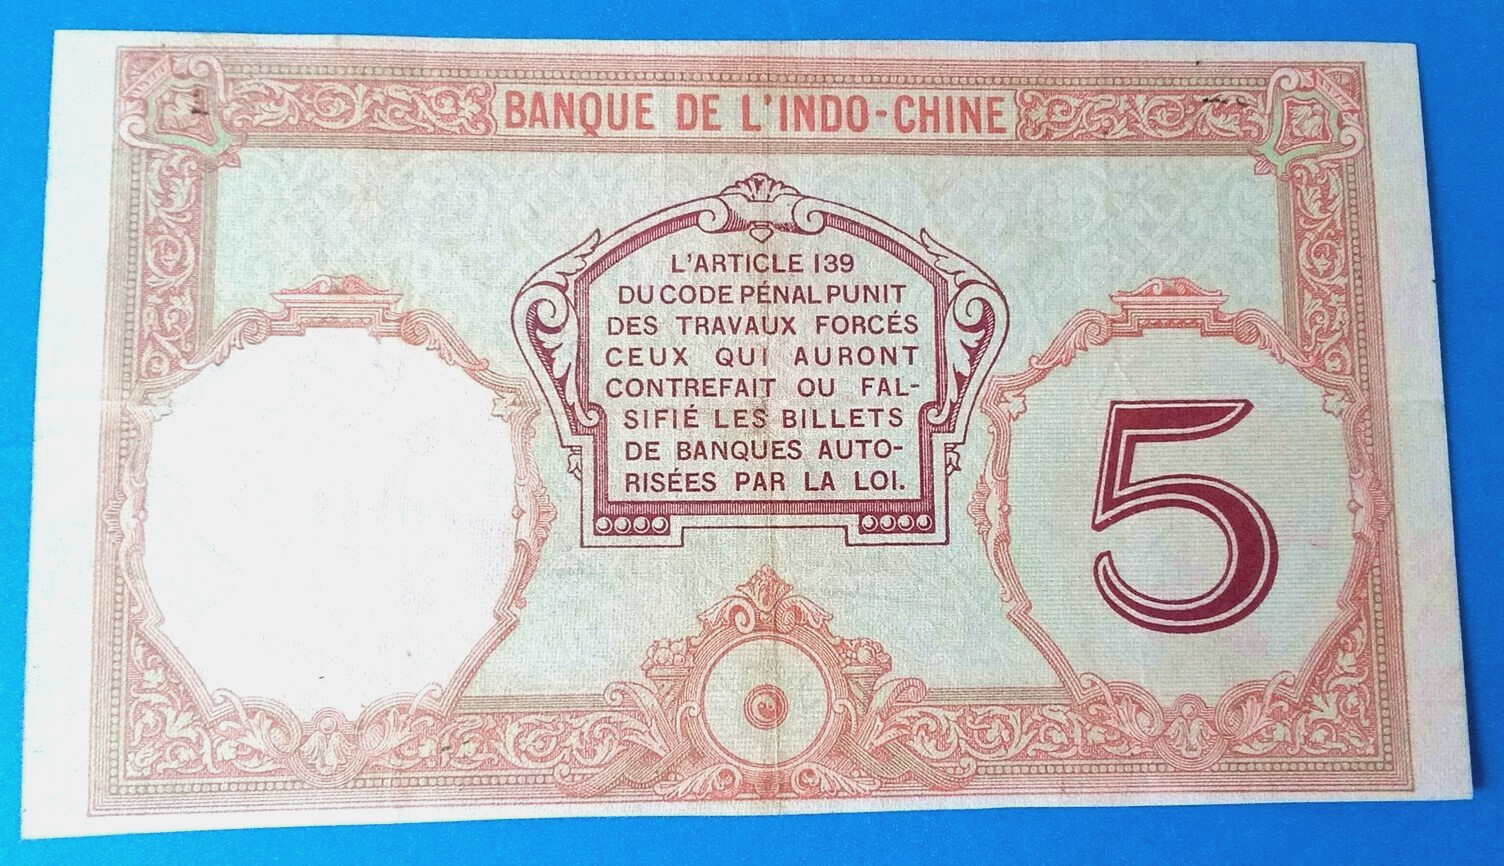 BANQUE DE L'INDO-CHINE
L'ARTICLE 139
DU CODE PÉNAL PUNIT
DES TRAVAUX FORCÉS
CEUX QUI AURONT
CONTREFAIT OU FAL-
SIFIÉ LES BILLETS
DE BANQUES AUTO-
RISÉES PAR LA LOI.
5